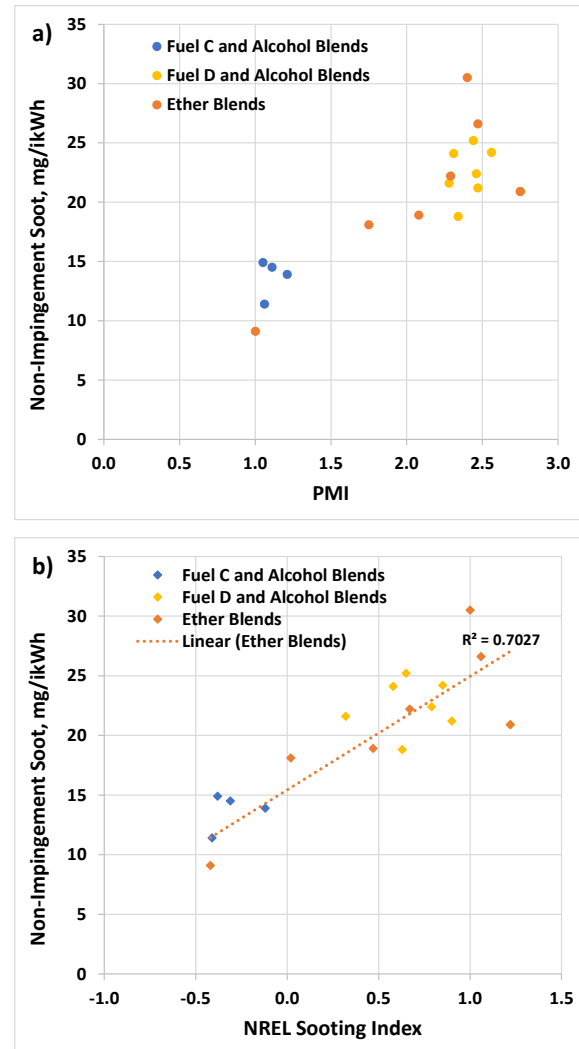 a)
Fuel C and Alcohol Blends
Fuel D and Alcohol Blends
Ether Blends
Non-Impingement Soot, mg/ikWh
35
30
25
20
15
10
5
0
0.0 0.5 1.0 1.5 2.0 2.5 3.0
PMI
b)
Fuel C and Alcohol Blends
Fuel D and Alcohol Blends
Ether Blends
Linear (Ether Blends)
R² = 0.7027
Non-Impingement Soot, mg/ikWh
35
30
25
20
15
10
5
0
-1.0 -0.5 0.0 0.5 1.0 1.5
NREL Sooting Index